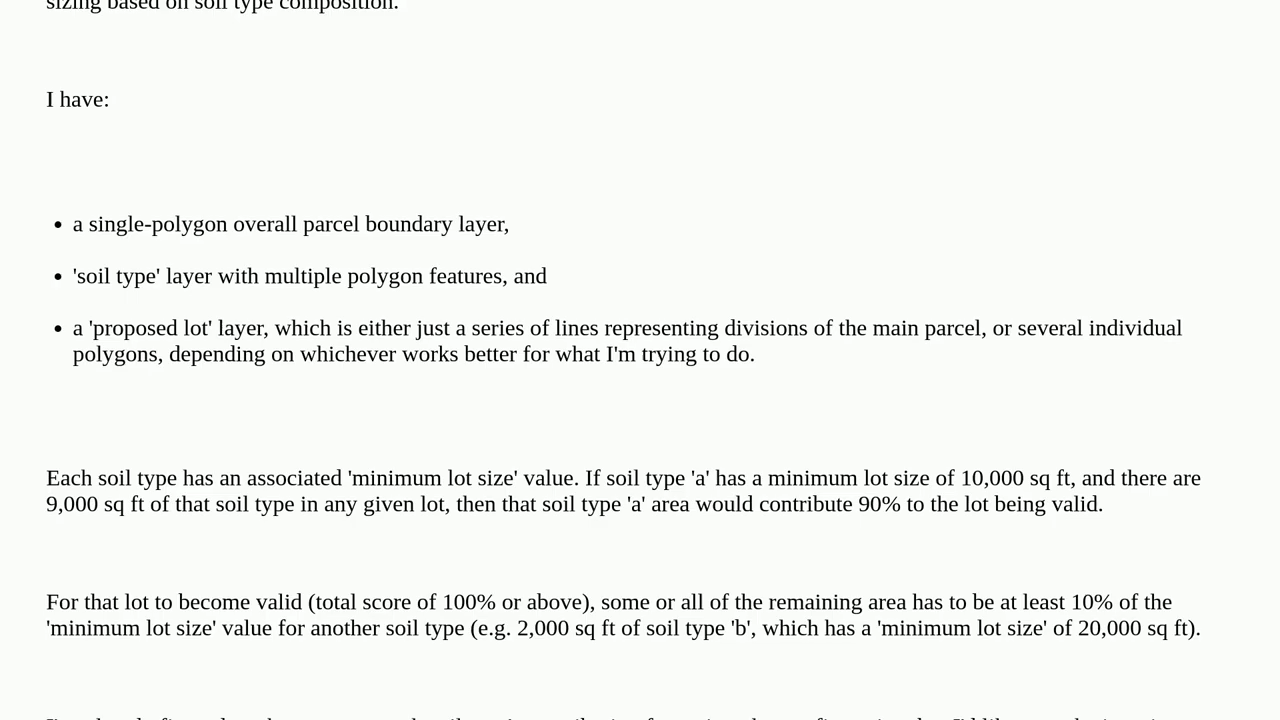 sizing based on soil type composition.
I have:
• a single-polygon overall parcel boundary layer,
• 'soil type' layer with multiple polygon features, and
• a 'proposed lot' layer, which is either just a series of lines representing divisions of the main parcel, or several individual
polygons, depending on whichever works better for what I'm trying to do.
Each soil type has an associated 'minimum lot size' value. If soil type 'a' has a minimum lot size of 10,000 sq ft, and there are
9,000 sq ft of that soil type in any given lot, then that soil type 'a' area would contribute 90% to the lot being valid.
For that lot to become valid (total score of 100% or above), some or all of the remaining area has to be at least 10% of the
'minimum lot size' value for another soil type (e.g. 2,000 sq ft of soil type 'b', which has a 'minimum lot size' of 20,000 sq ft).